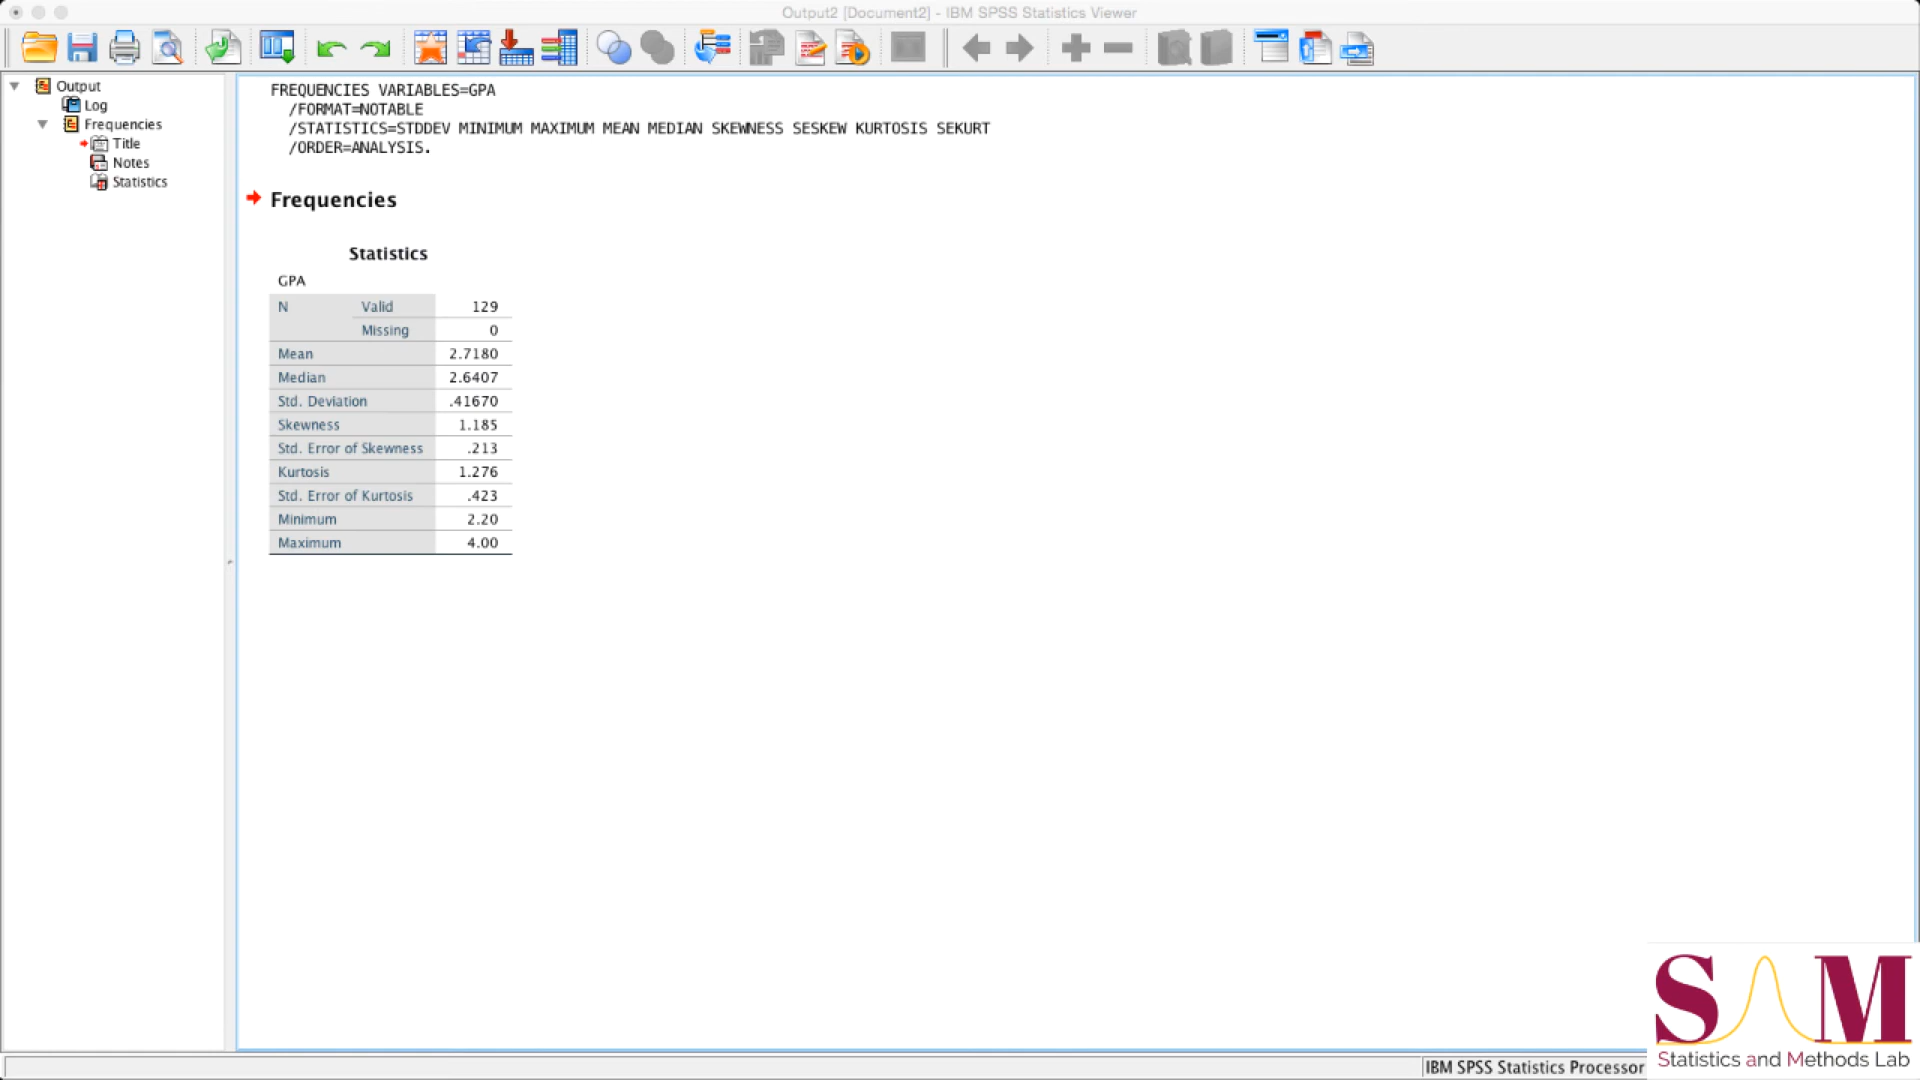 Output2 [Document2] - IBM SPSS Statistics Viewer
Output
Log
Frequencies
Title
Notes
Statistics
FREQUENCIES VARIABLES=GPA
/FORMAT=NOTABLE
/STATISTICS=STDDEV MINIMUM MAXIMUM MEAN MEDIAN SKEWNESS SESKEW KURTOSIS SEKURT
/ORDER=ANALYSIS.
Frequencies
Statistics
GPA
N Valid 129
Missing 0
Mean 2.7180
Median 2.6407
Std. Deviation .41670
Skewness 1.185
Std. Error of Skewness .213
Kurtosis 1.276
Std. Error of Kurtosis .423
Minimum 2.20
Maximum 4.00
IBM SPSS Statistics Processor
SAM
Statistics and Methods Lab